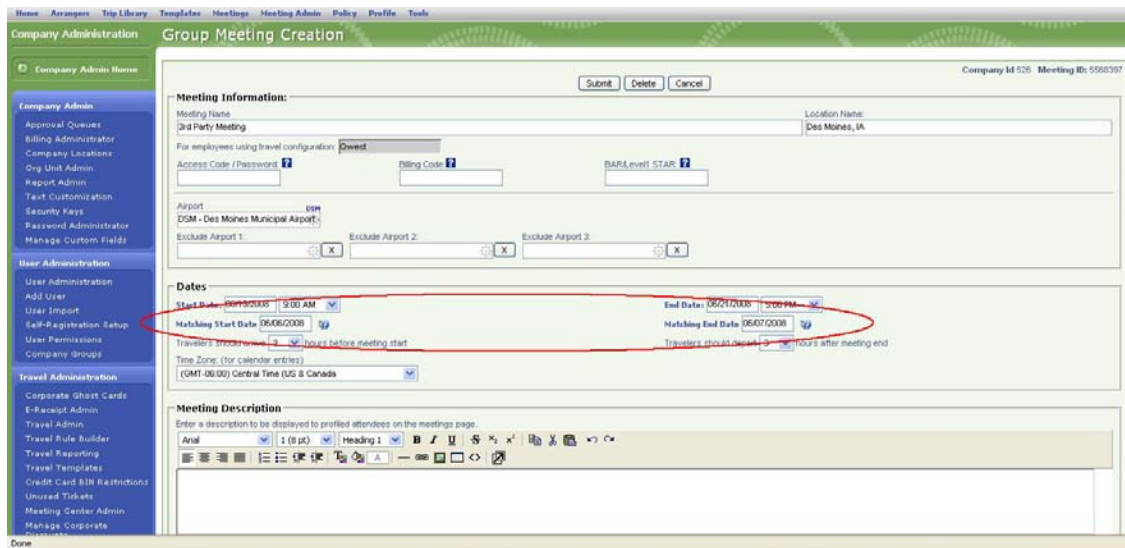 Home Arrangers Trip Library Templates Meetings Meeting Admin Policy Profile Tools
Company Administration Group Meeting Creation
Company Admin Home
Company Id 526 Meeting ID: 5568397
Submit Delete Cancel
Company Admin
Approval Queues
Billing Administrator
Company Locations
Org Unit Admin
Report Admin
Text Customization
Security Keys
Password Administrator
Manage Custom Fields
User Administration
User Administration
Add User
User Import
Self-Registration Setup
User Permissions
Company Groups
Travel Administration
Corporate Ghost Cards
E-Receipt Admin
Travel Admin
Travel Rule Builder
Travel Reporting
Travel Templates
Credit Card BIN Restrictions
Unused Tickets
Meeting Center Admin
Manage Corporate
Meeting Information:
Meeting Name Location Name:
3rd Party Meeting Des Moines, IA
For employees using travel configuration: Qwest
Access Code / Password: ? Billing Code ? BAR/Level1 STAR: ?
Airport DSM
DSM - Des Moines Municipal Airport
Exclude Airport 1: Exclude Airport 2: Exclude Airport 3:
X X X
Dates
Start Date: 9:00 AM End Date: 06/21/2008 5:00 PM
Matching Start Date 06/06/2008 Matching End Date 06/07/2008
Travelers should arrive 3 hours before meeting start Travelers should depart 3 hours after meeting end
Time Zone: (for calendar entries)
(GMT-06:00) Central Time (US & Canada
Meeting Description
Enter a description to be displayed to profiled attendees on the meetings page.
Arial 1 (8 pt) Heading 1 B I U
Done